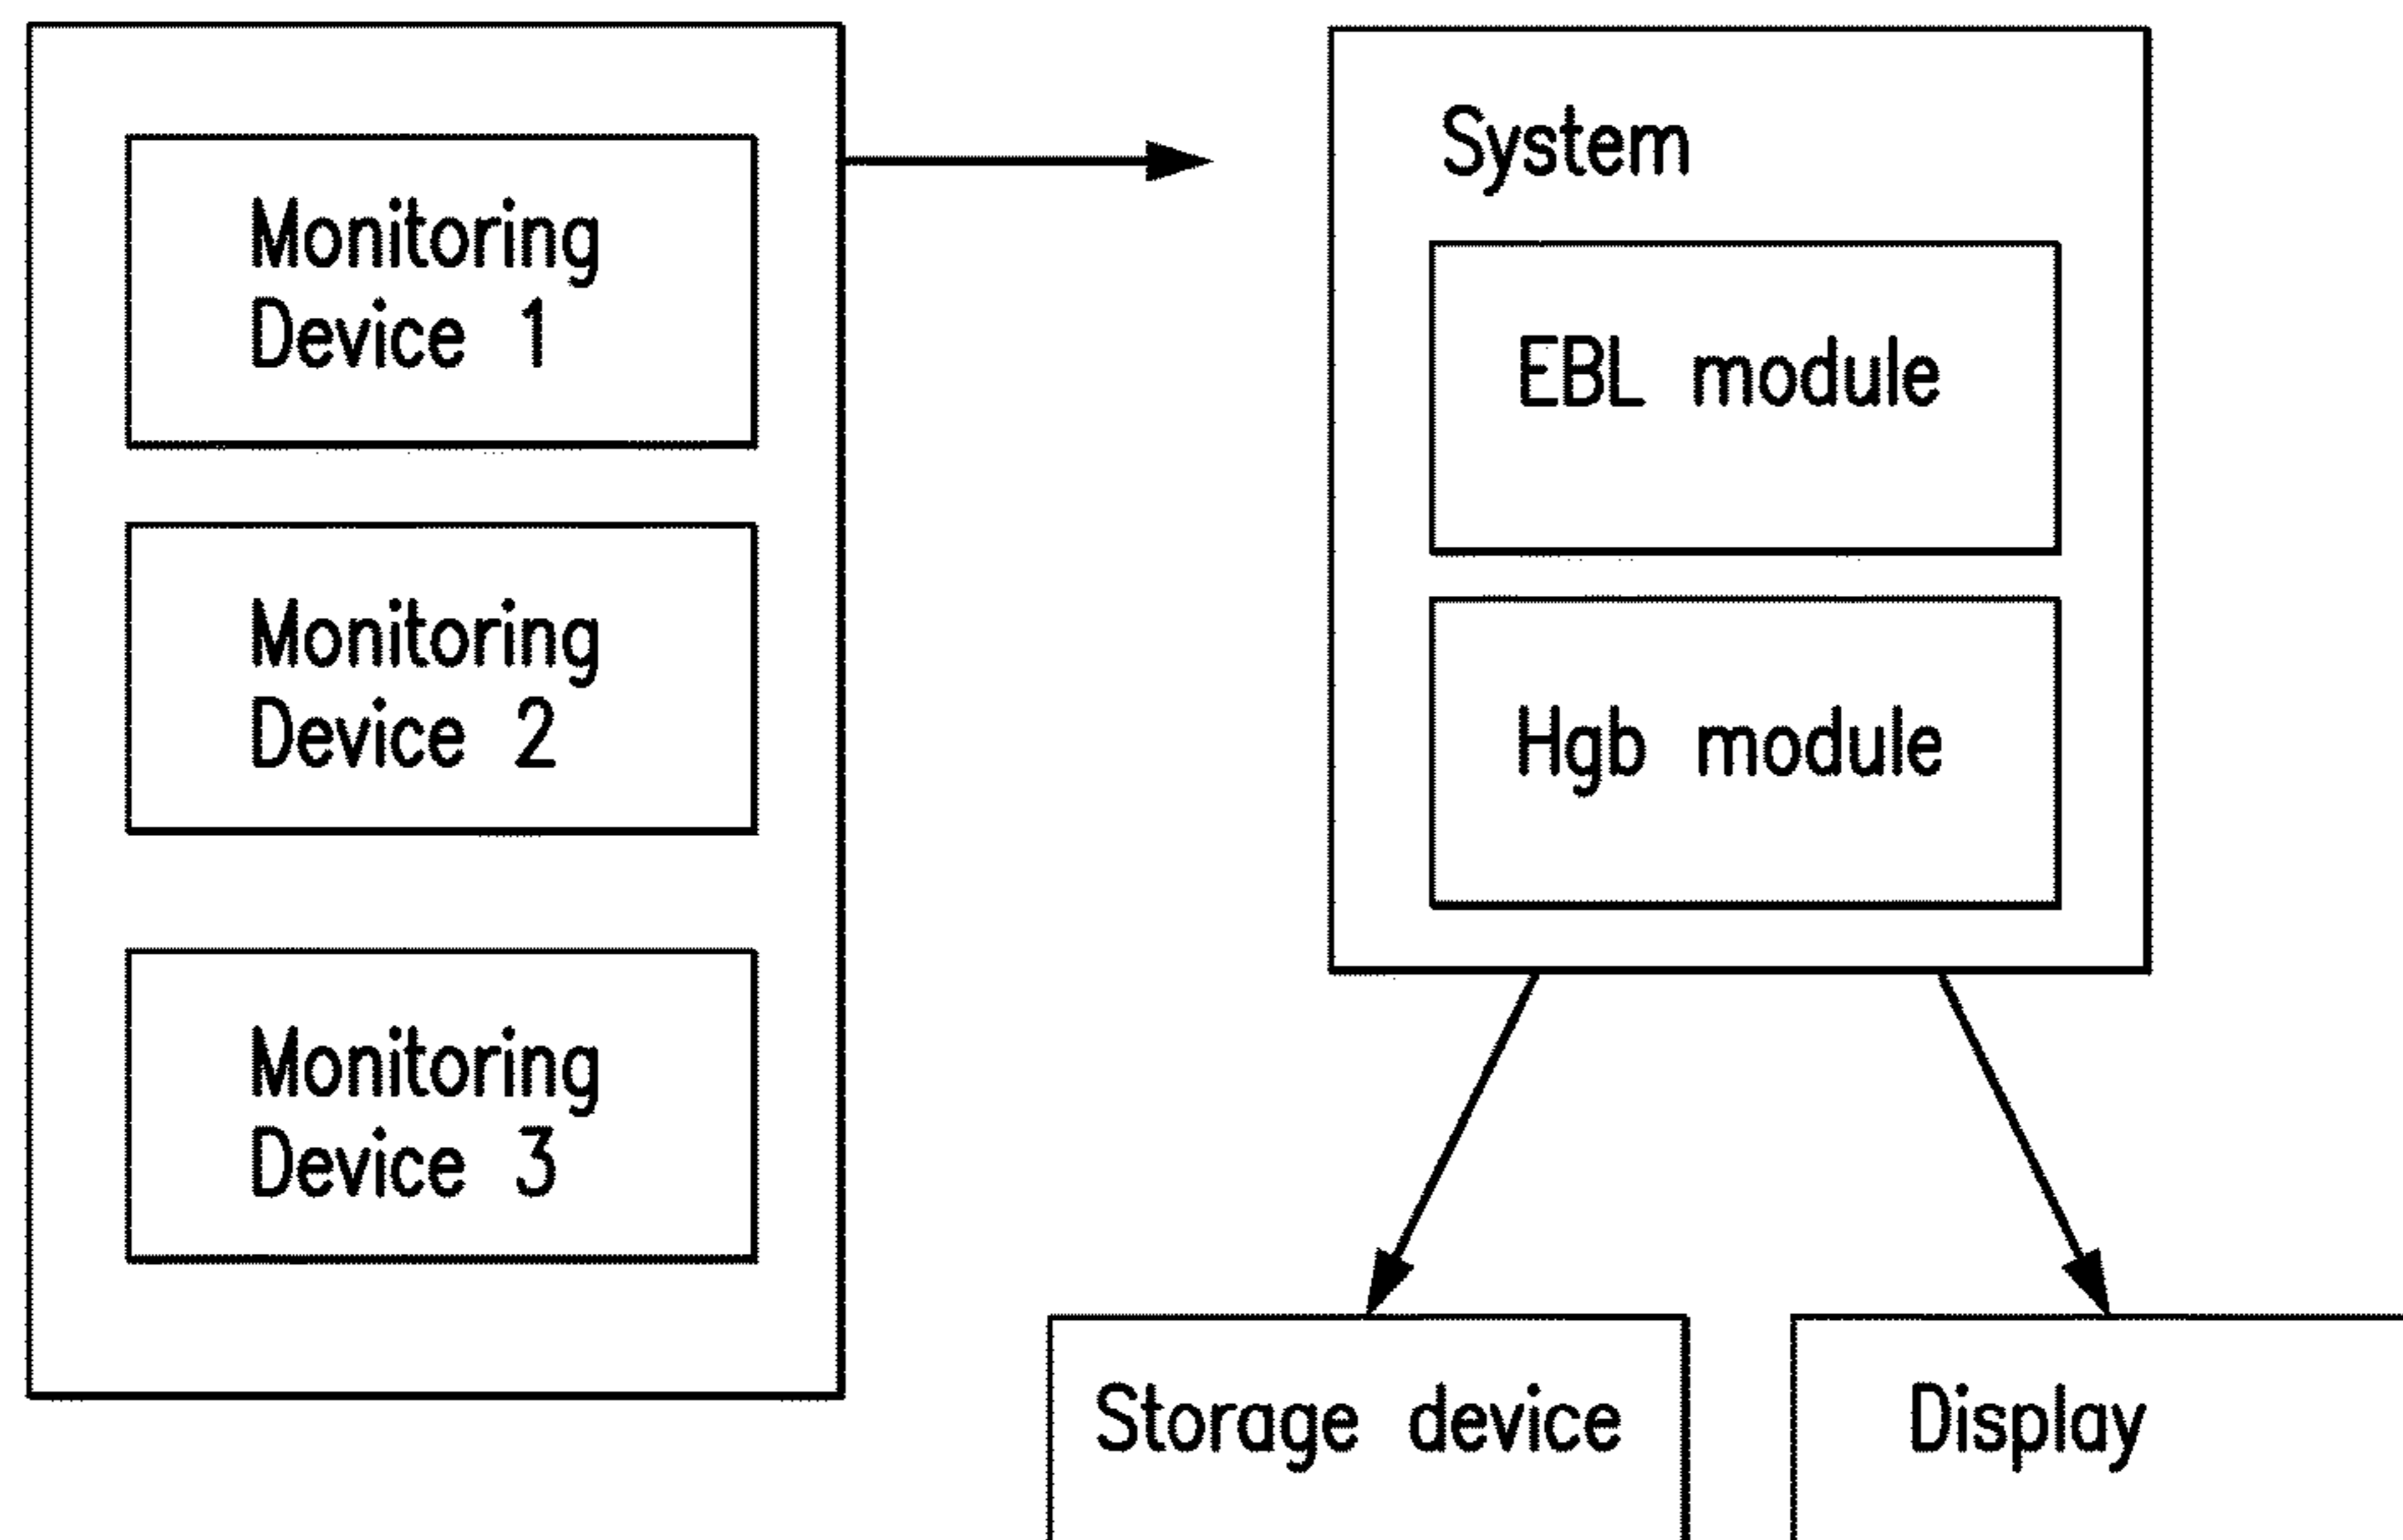 Monitoring
Device 1
Monitoring
Device 2
Monitoring
Device 3
System
EBL module
Hgb module
Storage device
Display